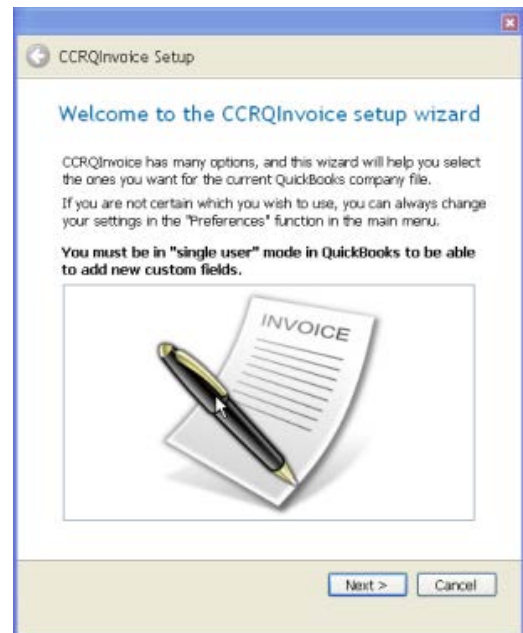 CCRQInvoice Setup
Welcome to the CCRQInvoice setup wizard
CCRQInvoice has many options, and this wizard will help you select
the ones you want for the current QuickBooks company file.
If you are not certain which you wish to use, you can always change
your settings in the "Preferences" function in the main menu.
You must be in "single user" mode in QuickBooks to be able
to add new custom fields.
INVOICE
Next >
Cancel